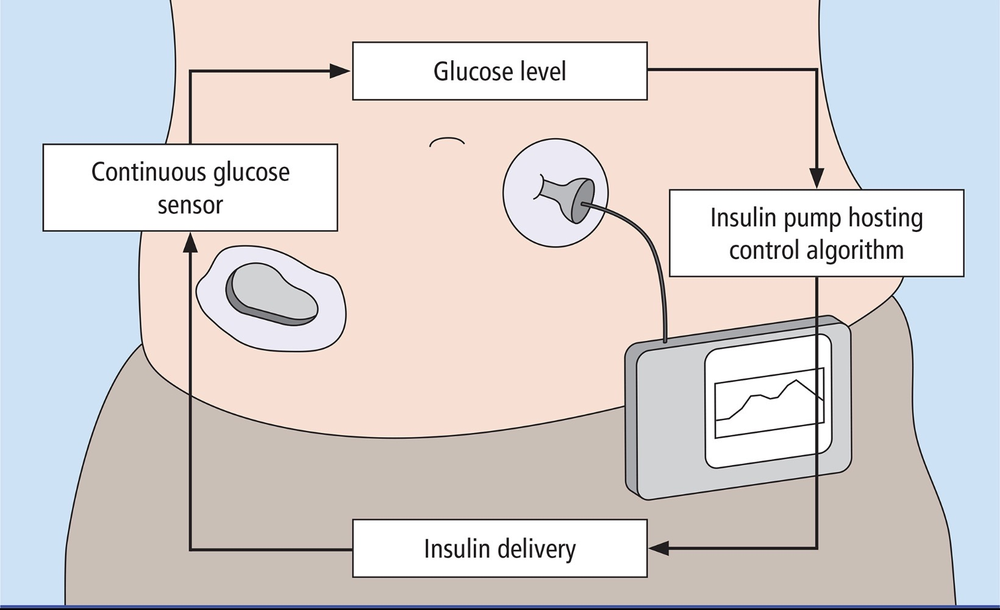 Glucose level
Continuous glucose
sensor
Insulin pump hosting
control algorithm
Insulin delivery